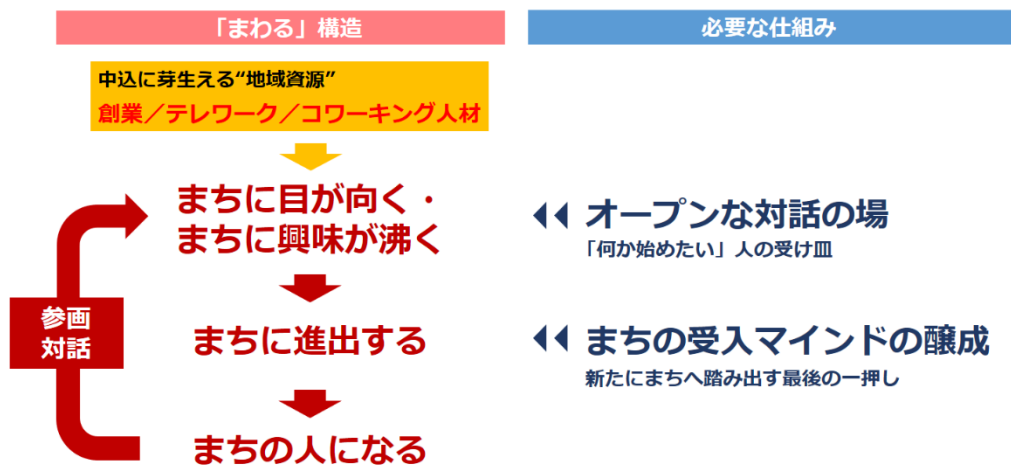 「まわる」構造
必要な仕組み
中込に芽生える“地域資源”
創業／テレワーク／コワーキング人材
まちに目が向く・
まちに興味が沸く
オープンな対話の場
「何か始めたい」人の受け皿
参画
対話
まちに進出する
まちの受入マインドの醸成
新たにまちへ踏み出す最後の一押し
まちの人になる